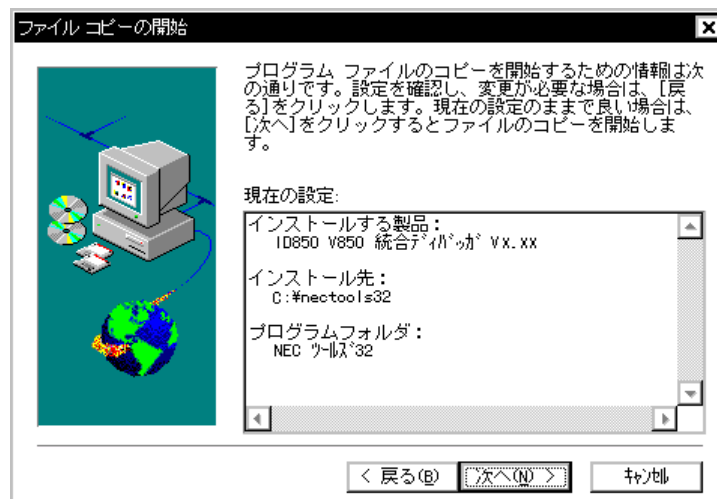 ファイル コピーの開始
プログラム ファイルのコピーを開始するための情報は次
の通りです。設定を確認し、変更が必要な場合は、[戻
る]をクリックします。現在の設定のままで良い場合は、
[次へ]をクリックするとファイルのコピーを開始しま
す。
現在の設定:
インストールする製品：
ID850 V850 統合ディバッガ Vx.xx
インストール先：
C:¥nectools32
プログラムフォルダ：
NEC ツールズ32
< 戻る(B)
次へ(N) >
キャンセル